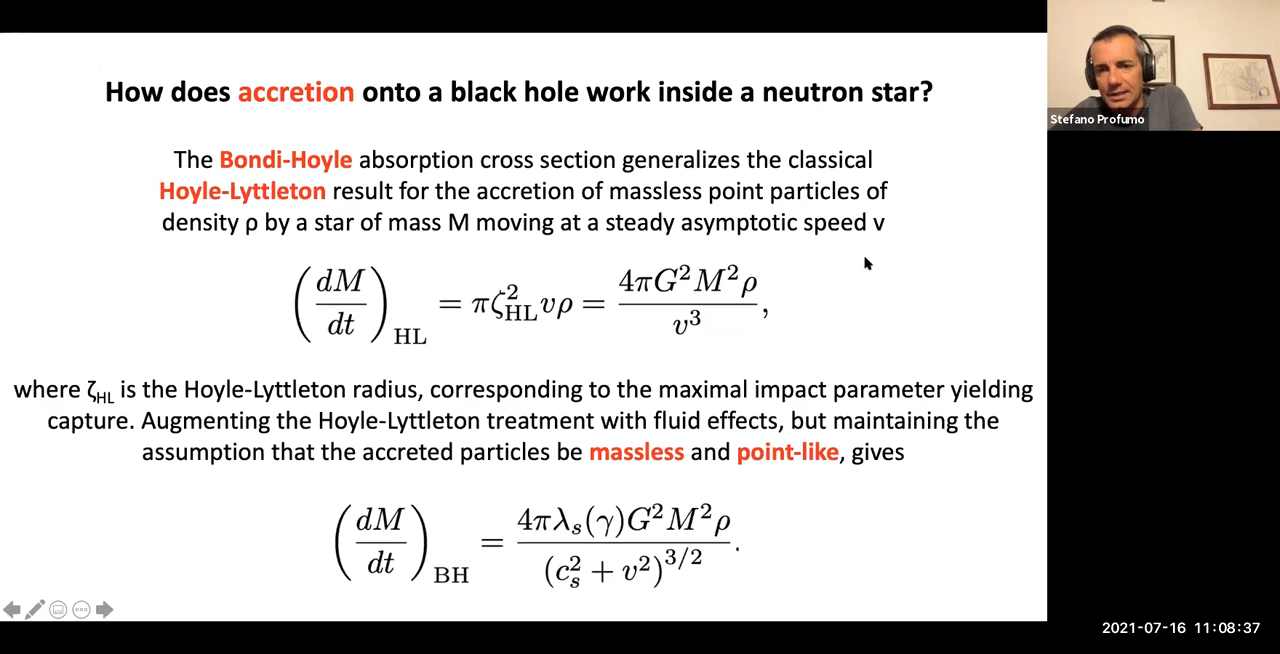 How does accretion onto a black hole work inside a neutron star?
Stefano Profumo
The Bondi-Hoyle absorption cross section generalizes the classical
Hoyle-Lyttleton result for the accretion of massless point particles of
density ρ by a star of mass M moving at a steady asymptotic speed v
(dM/dt)_HL = πζ²_HL vρ = 4πG²M²ρ / v³,
where ζ_HL is the Hoyle-Lyttleton radius, corresponding to the maximal impact parameter yielding
capture. Augmenting the Hoyle-Lyttleton treatment with fluid effects, but maintaining the
assumption that the accreted particles be massless and point-like, gives
(dM/dt)_BH = 4πλ_s(γ)G²M²ρ / (c_s² + v²)^{3/2}.
2021-07-16 11:08:37